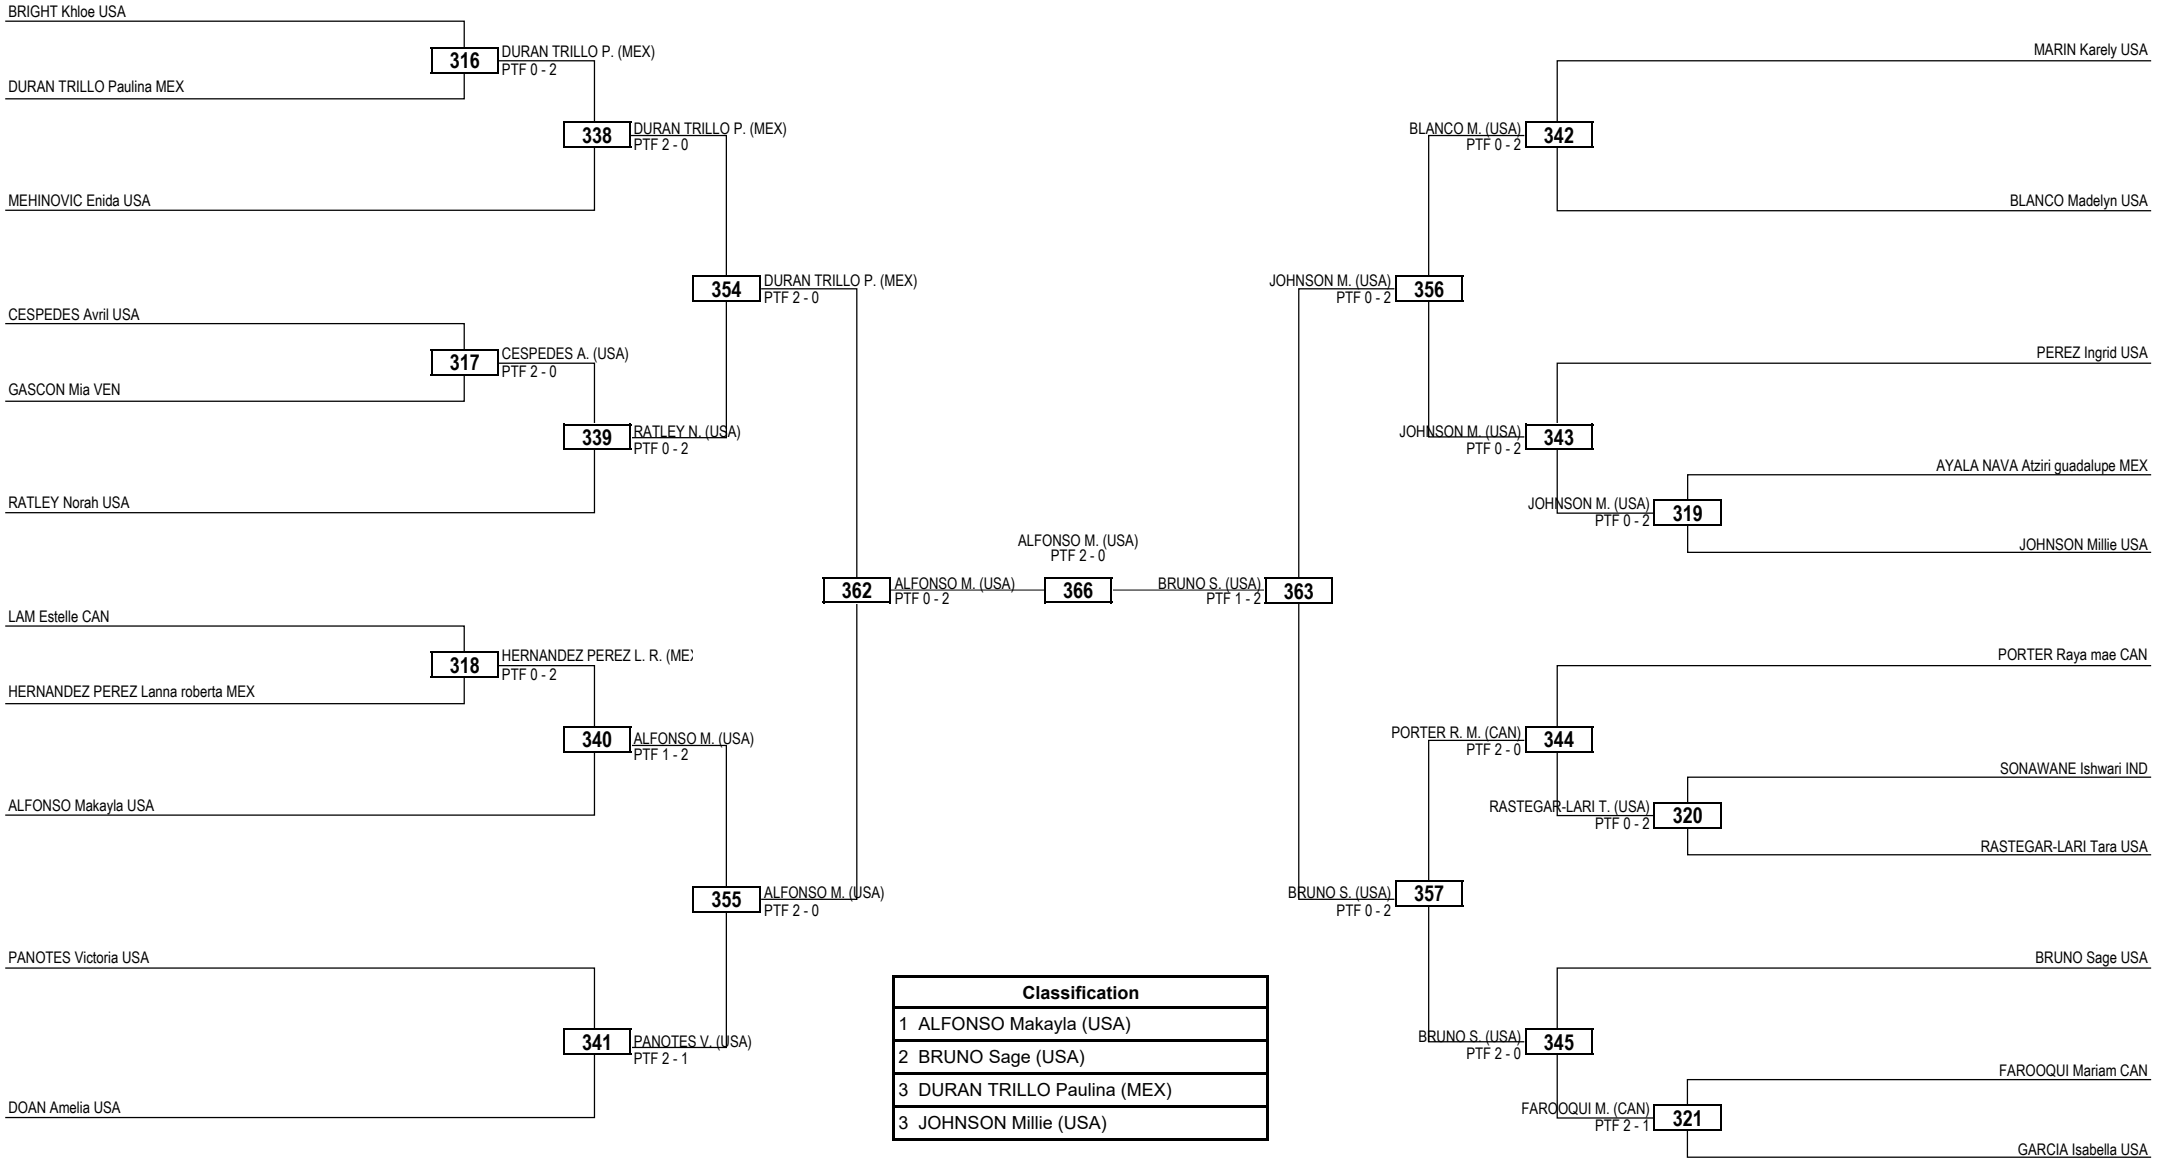 BRIGHT Khloe USA
316
DURAN TRILLO P. (MEX)
PTF 0 - 2
DURAN TRILLO Paulina MEX
338
DURAN TRILLO P. (MEX)
PTF 2 - 0
MEHINOVIC Enida USA
354
DURAN TRILLO P. (MEX)
PTF 2 - 0
CESPEDES Avril USA
317
CESPEDES A. (USA)
PTF 2 - 0
GASCON Mia VEN
339
RATLEY N. (USA)
PTF 0 - 2
RATLEY Norah USA
362
ALFONSO M. (USA)
PTF 0 - 2
LAM Estelle CAN
318
HERNANDEZ PEREZ L. R. (ME
PTF 0 - 2
HERNANDEZ PEREZ Lanna roberta MEX
340
ALFONSO M. (USA)
PTF 1 - 2
ALFONSO Makayla USA
355
ALFONSO M. (USA)
PTF 2 - 0
PANOTES Victoria USA
341
PANOTES V. (USA)
PTF 2 - 1
DOAN Amelia USA
ALFONSO M. (USA)
PTF 2 - 0
366
MARIN Karely USA
BLANCO M. (USA)
PTF 0 - 2
342
BLANCO Madelyn USA
JOHNSON M. (USA)
PTF 0 - 2
356
PEREZ Ingrid USA
JOHNSON M. (USA)
PTF 0 - 2
343
AYALA NAVA Atziri guadalupe MEX
JOHNSON M. (USA)
PTF 0 - 2
319
JOHNSON Millie USA
BRUNO S. (USA)
PTF 1 - 2
363
PORTER Raya mae CAN
PORTER R. M. (CAN)
PTF 2 - 0
344
SONAWANE Ishwari IND
RASTEGAR-LARI T. (USA)
PTF 0 - 2
320
RASTEGAR-LARI Tara USA
BRUNO S. (USA)
PTF 0 - 2
357
BRUNO Sage USA
BRUNO S. (USA)
PTF 2 - 0
345
FAROOQUI Mariam CAN
FAROOQUI M. (CAN)
PTF 2 - 1
321
GARCIA Isabella USA
Classification
1 ALFONSO Makayla (USA)
2 BRUNO Sage (USA)
3 DURAN TRILLO Paulina (MEX)
3 JOHNSON Millie (USA)